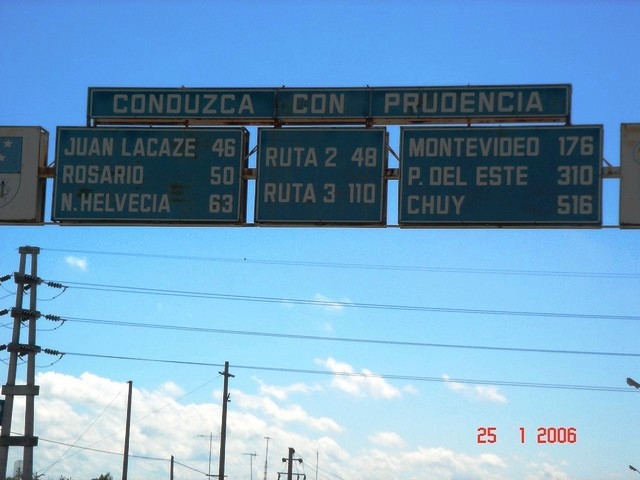 CONDUZCA CON PRUDENCIA
JUAN LACAZE 46
ROSARIO 50
N. HELVECIA 63
RUTA 2 48
RUTA 3 110
MONTEVIDEO 176
P. DEL ESTE 310
CHUY 516
25 1 2006